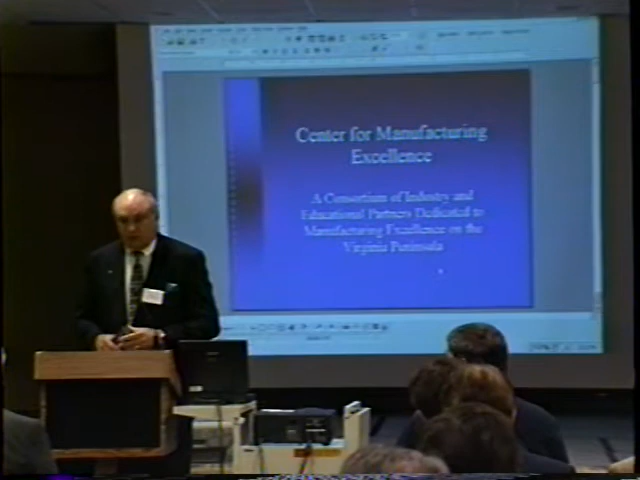 Center for Manufacturing
Excellence
A Consortium of Industry and
Educational Partners Dedicated to
Manufacturing Excellence on the
Virginia Peninsula